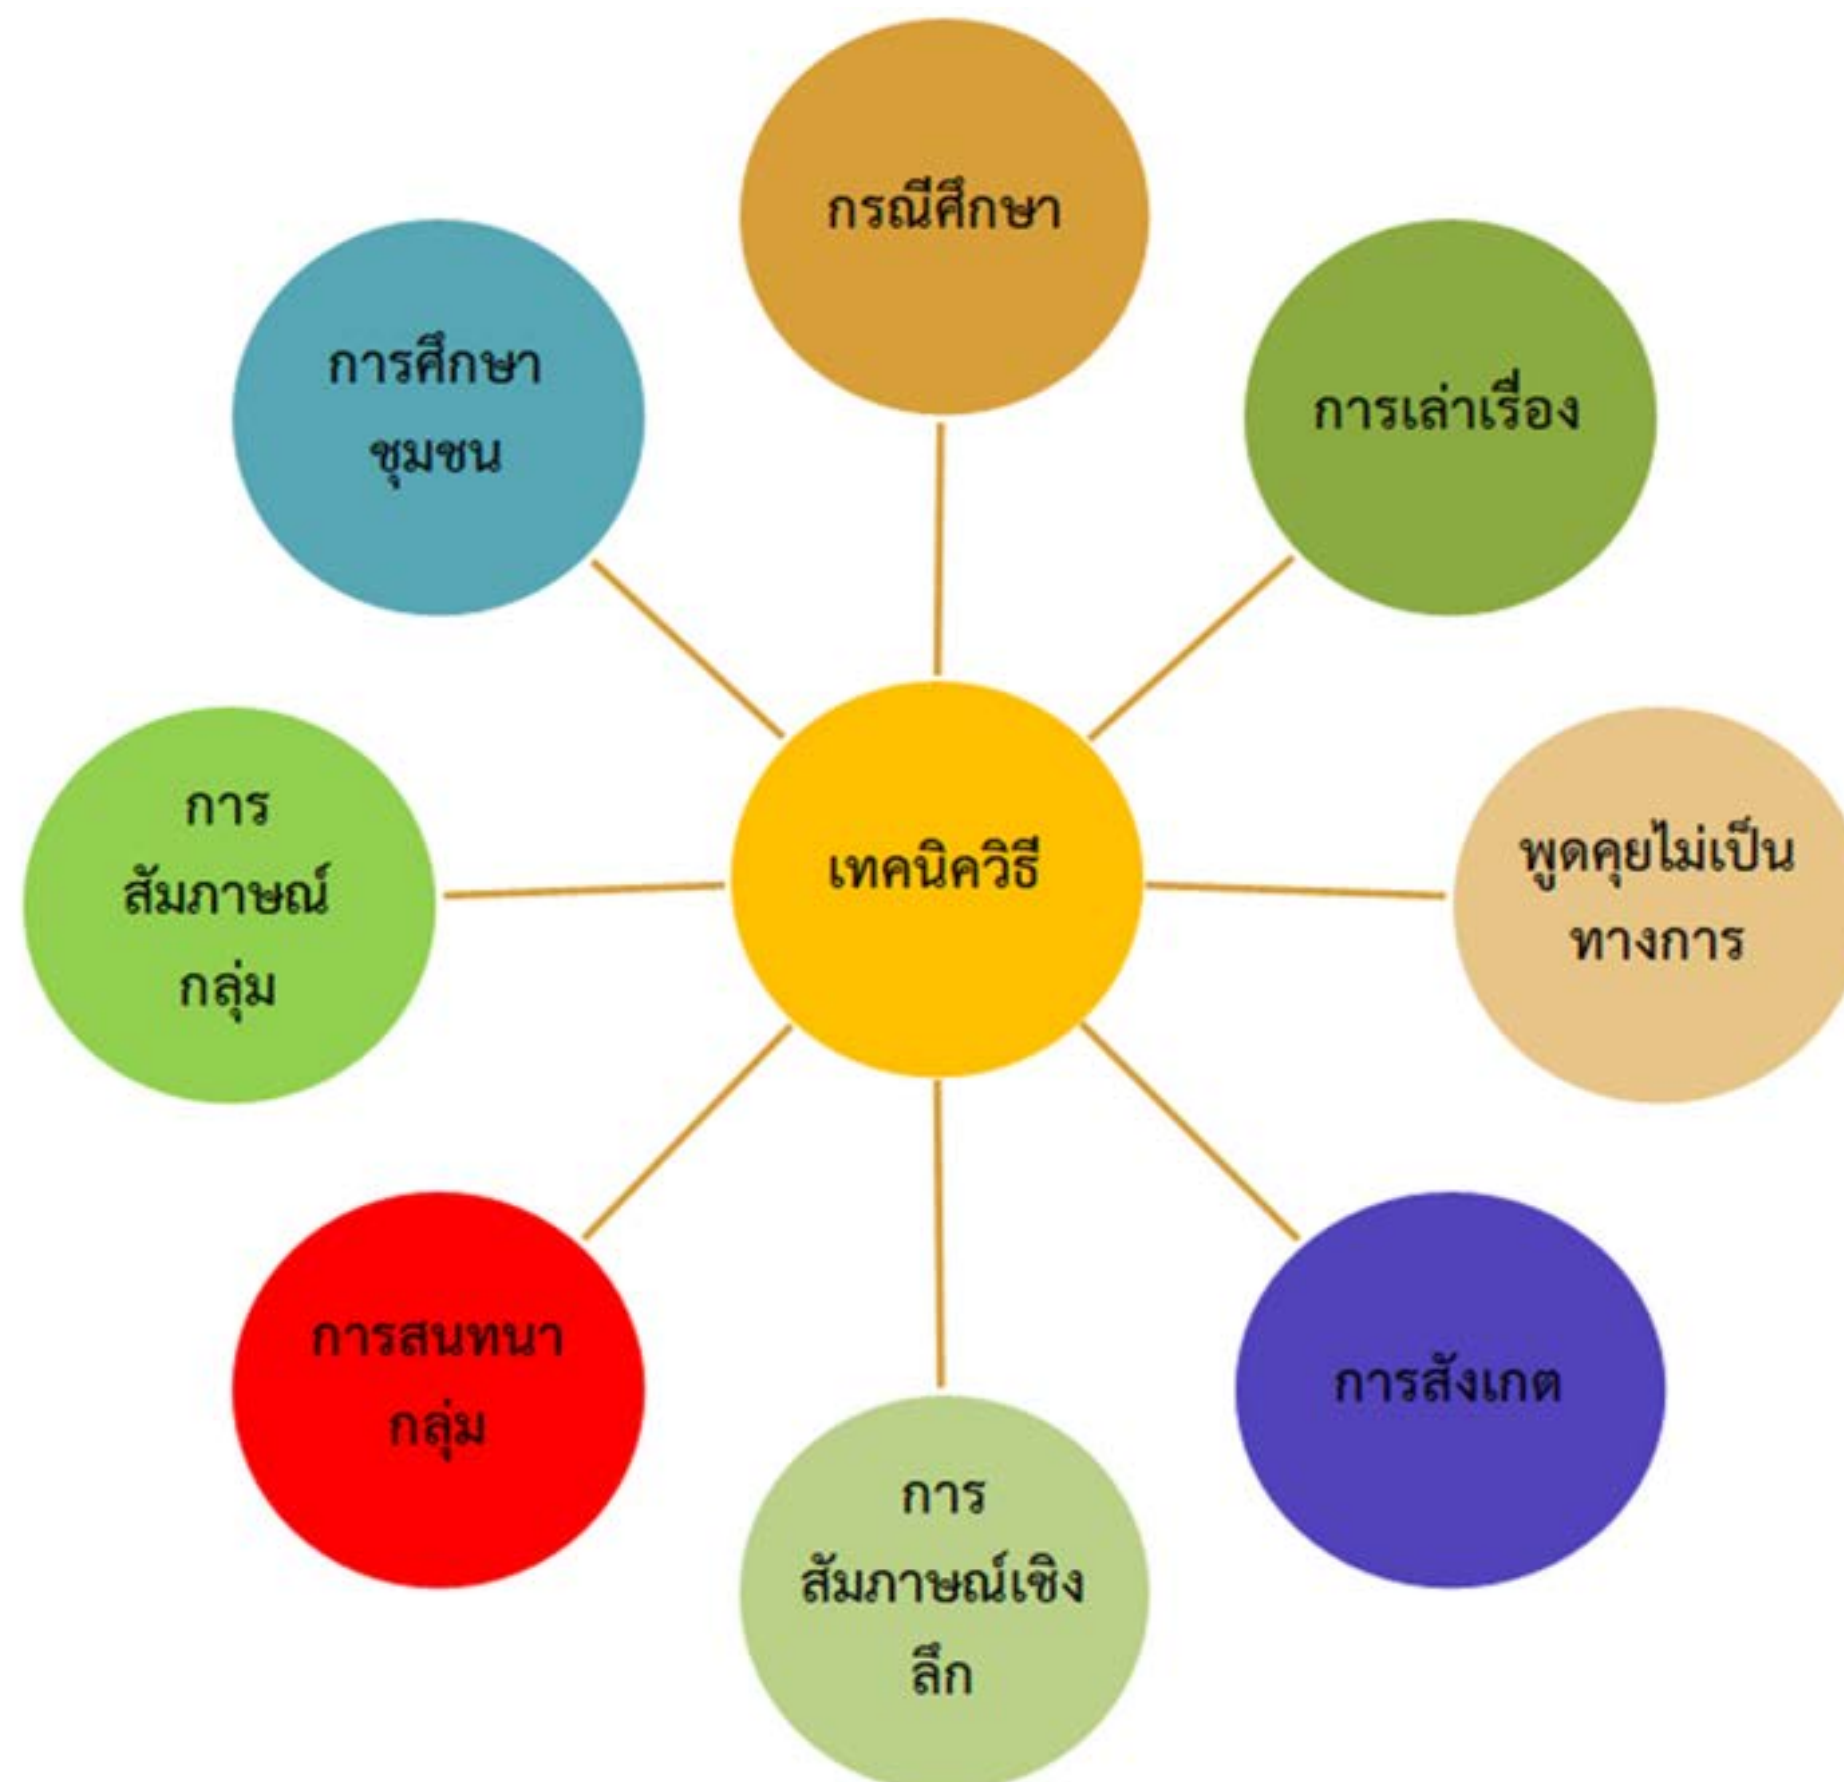 กรณีศึกษา
การเล่าเรื่อง
พูดคุยไม่เป็น
ทางการ
การสังเกต
การ
สัมภาษณ์เชิง
ลึก
การสนทนา
กลุ่ม
การ
สัมภาษณ์
กลุ่ม
การศึกษา
ชุมชน
เทคนิควิธี